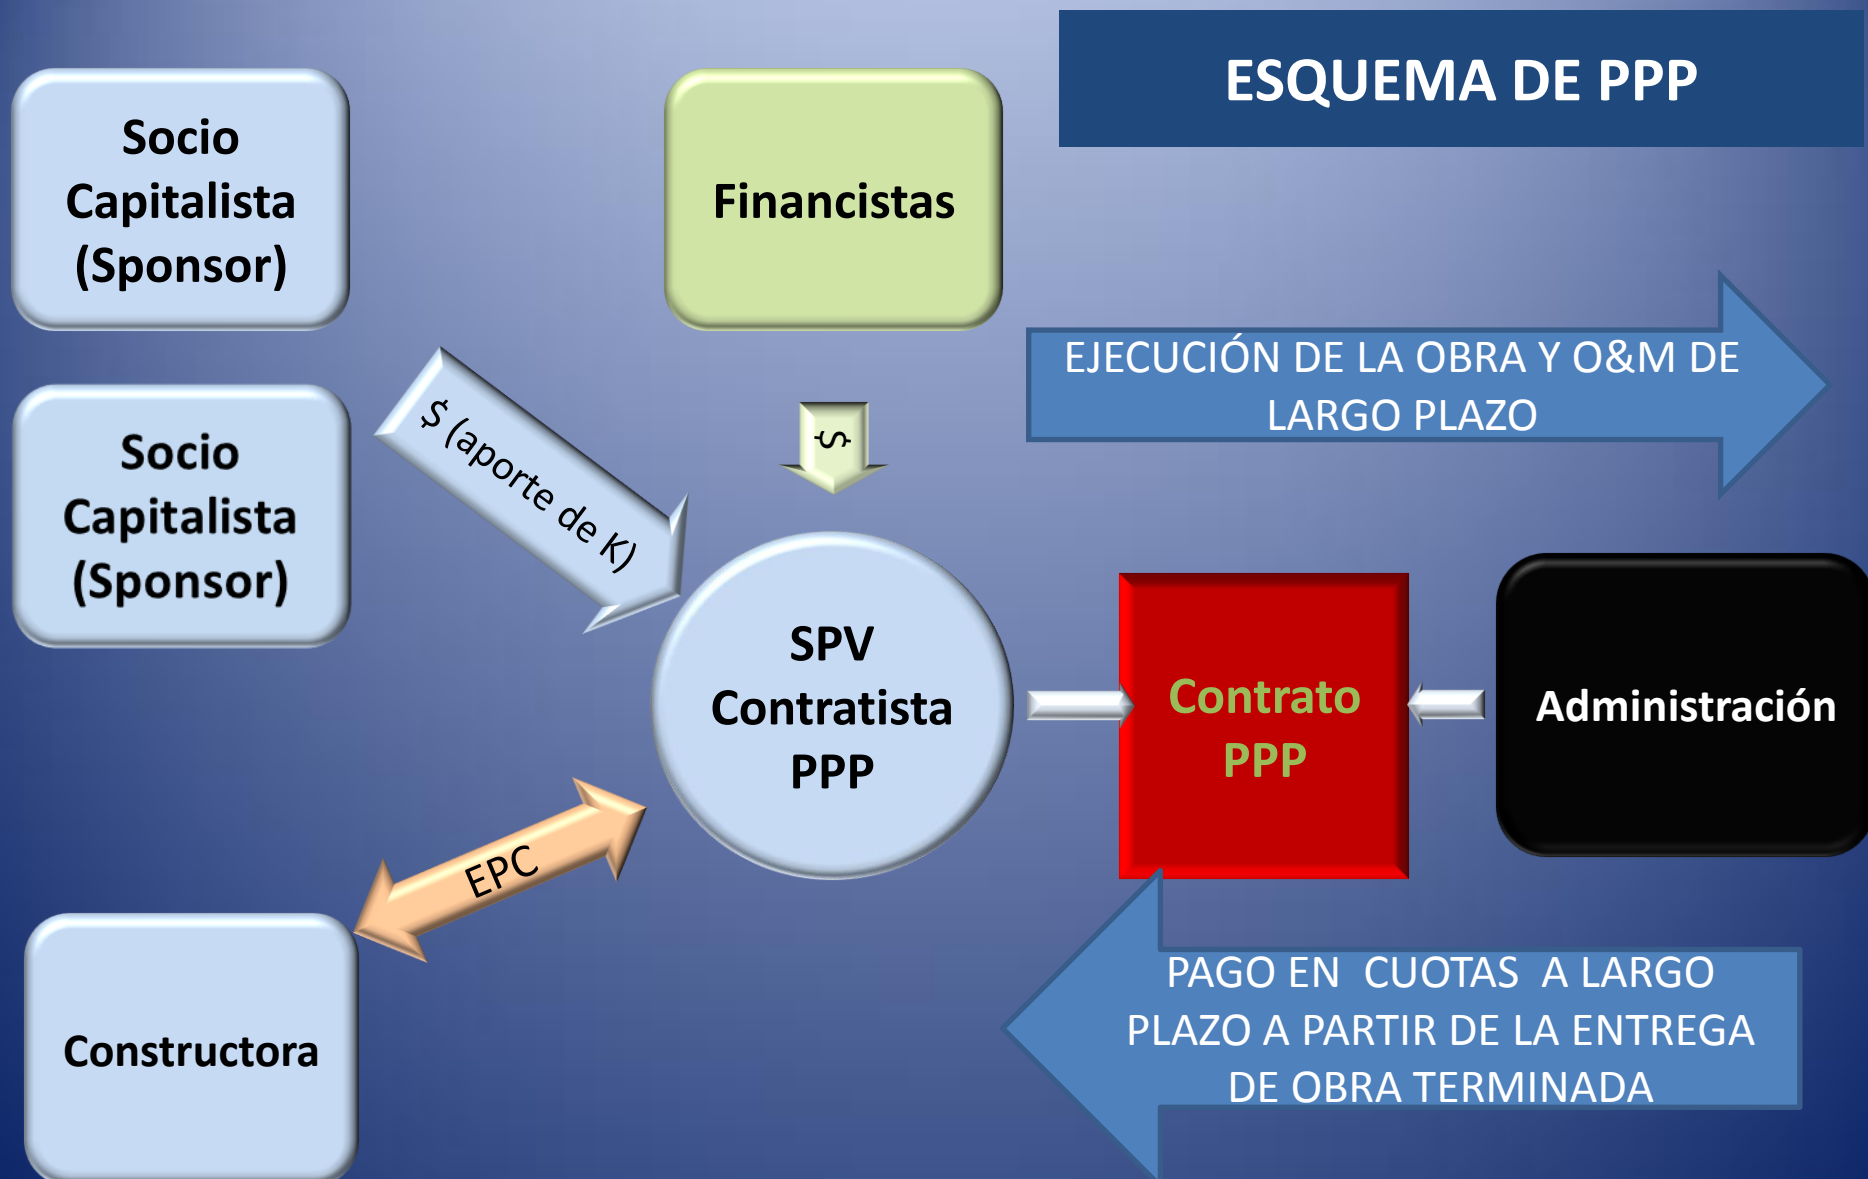 ESQUEMA DE PPP
Socio
Capitalista
(Sponsor)
Financistas
EJECUCIÓN DE LA OBRA Y O&M DE
LARGO PLAZO
Socio
Capitalista
(Sponsor)
$ (aporte de K)
$
SPV
Contratista
PPP
Contrato
PPP
Administración
EPC
Constructora
PAGO EN CUOTAS A LARGO
PLAZO A PARTIR DE LA ENTREGA
DE OBRA TERMINADA